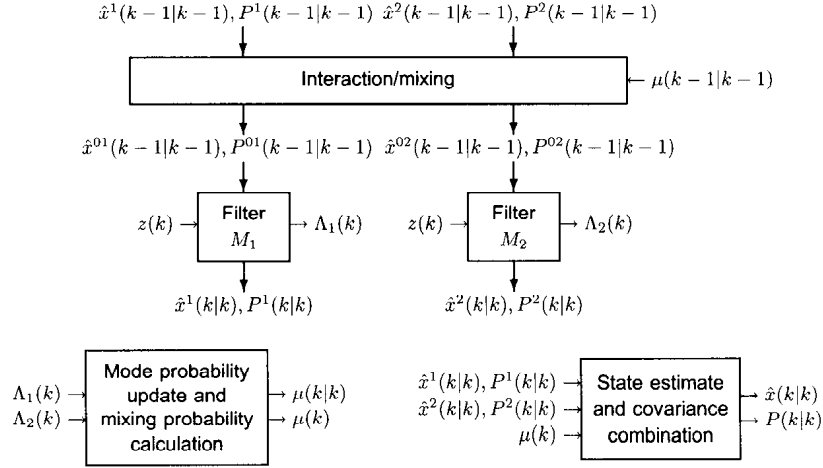 x̂¹(k−1|k−1), P¹(k−1|k−1) x̂²(k−1|k−1), P²(k−1|k−1)
Interaction/mixing
μ(k−1|k−1)
x̂⁰¹(k−1|k−1), P⁰¹(k−1|k−1) x̂⁰²(k−1|k−1), P⁰²(k−1|k−1)
z(k)
Filter
M₁
Λ₁(k)
z(k)
Filter
M₂
Λ₂(k)
x̂¹(k|k), P¹(k|k)
x̂²(k|k), P²(k|k)
Λ₁(k)
Λ₂(k)
Mode probability
update and
mixing probability
calculation
μ(k|k)
μ(k)
x̂¹(k|k), P¹(k|k)
x̂²(k|k), P²(k|k)
μ(k)
State estimate
and covariance
combination
x̂(k|k)
P(k|k)